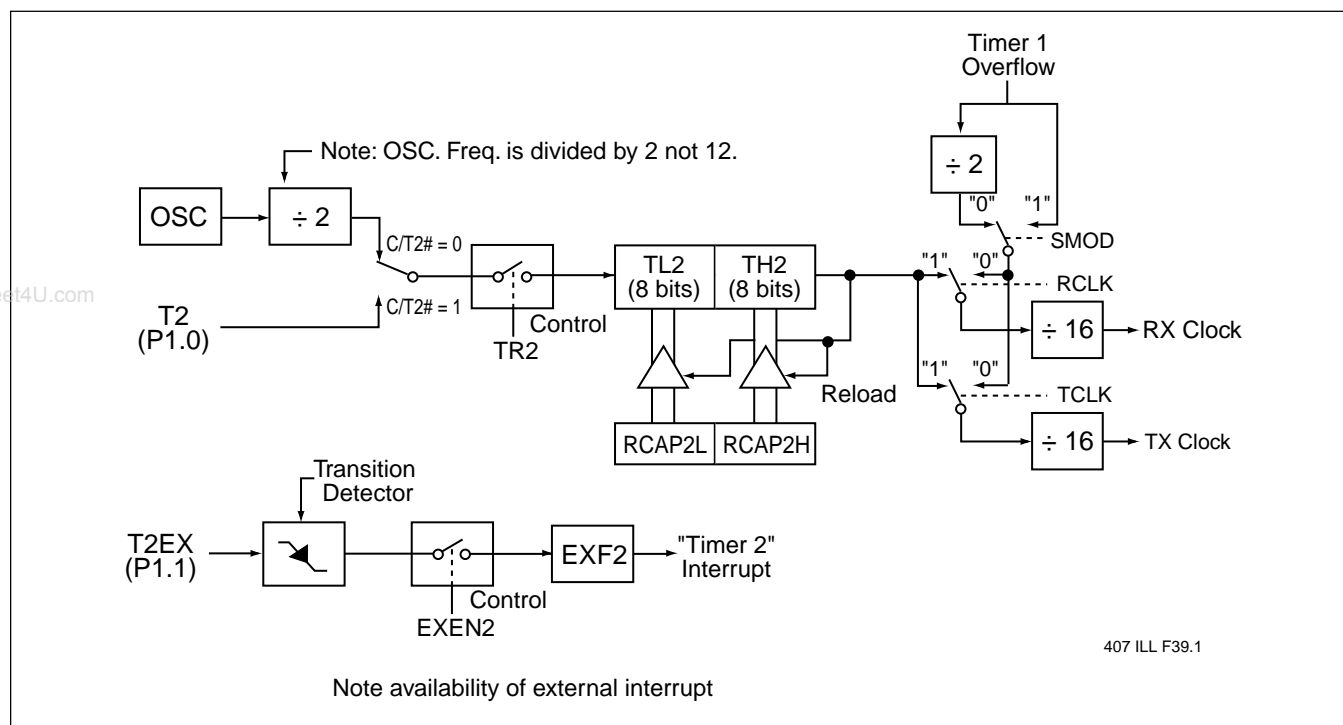 Timer 1
Overflow
Note: OSC. Freq. is divided by 2 not 12.
÷ 2
"0"
"1"
OSC
÷ 2
SMOD
C/T2# = 0
TL2
(8 bits)
TH2
(8 bits)
"1"
"0"
RCLK
et4U.com
C/T2# = 1
T2
(P1.0)
Control
TR2
÷ 16
RX Clock
"1"
"0"
Reload
TCLK
RCAP2L
RCAP2H
÷ 16
TX Clock
Transition
Detector
T2EX
(P1.1)
EXF2
"Timer 2"
Interrupt
Control
EXEN2
407 ILL F39.1
Note availability of external interrupt